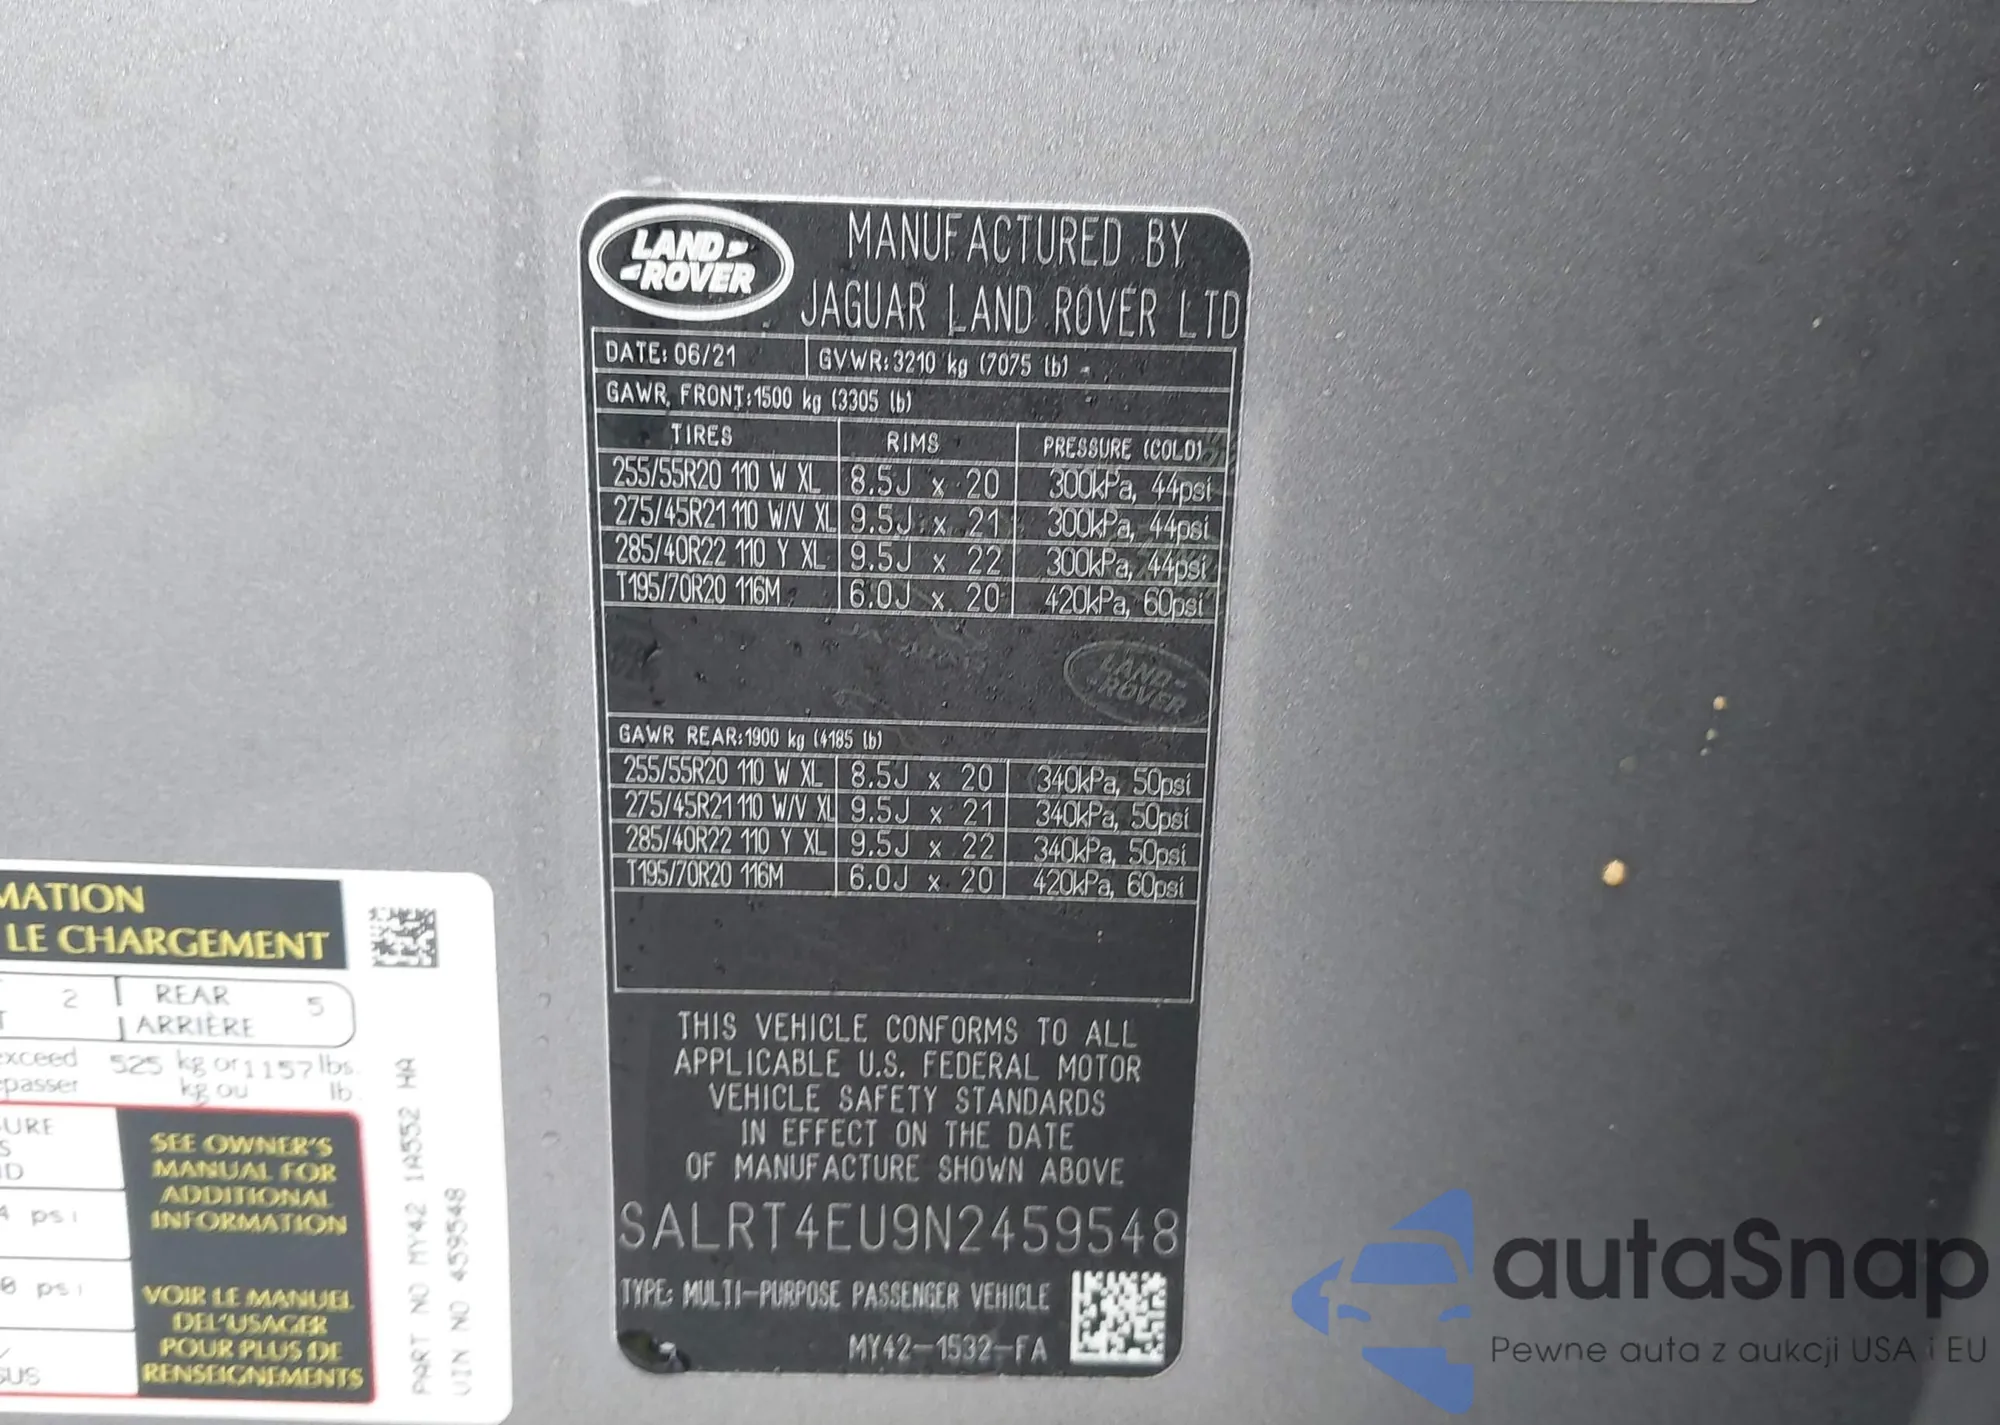 LAND
ROVER
MANUFACTURED BY
JAGUAR LAND ROVER LTD
DATE: 06/21 GVWR: 3210 kg (7075 lb)
GAWR FRONT: 1500 kg (3305 lb)
TIRES RIMS PRESSURE (COLD)
255/55R20 110 W XL 8.5J x 20 300kPa, 44psi
275/45R21 110 W/V XL 9.5J x 21 300kPa, 44psi
285/40R22 110 Y XL 9.5J x 22 300kPa, 44psi
T195/70R20 116M 6.0J x 20 420kPa, 60psi
LAND
ROVER
GAWR REAR: 1900 kg (4185 lb)
255/55R20 110 W XL 8.5J x 20 340kPa, 50psi
275/45R21 110 W/V XL 9.5J x 21 340kPa, 50psi
285/40R22 110 Y XL 9.5J x 22 340kPa, 50psi
T195/70R20 116M 6.0J x 20 420kPa, 60psi
THIS VEHICLE CONFORMS TO ALL
APPLICABLE U.S. FEDERAL MOTOR
VEHICLE SAFETY STANDARDS
IN EFFECT ON THE DATE
OF MANUFACTURE SHOWN ABOVE
SALRT4EU9N2459548
TYPE: MULTI-PURPOSE PASSENGER VEHICLE
MY42-1532-FA
MATION
LE CHARGEMENT
2 REAR 5
ARRIÈRE
exceed 525 kg or 1157 lbs.
passer kg ou lb.
SURE
psi
psi
SUS
SEE OWNER'S
MANUAL FOR
ADDITIONAL
INFORMATION
VOIR LE MANUEL
DEL'USAGER
POUR PLUS DE
RENSEIGNEMENTS
PART NO MY42 1A552 HA
VIN NO 459548
autaSnap
Pewne auta z aukcji USA i EU